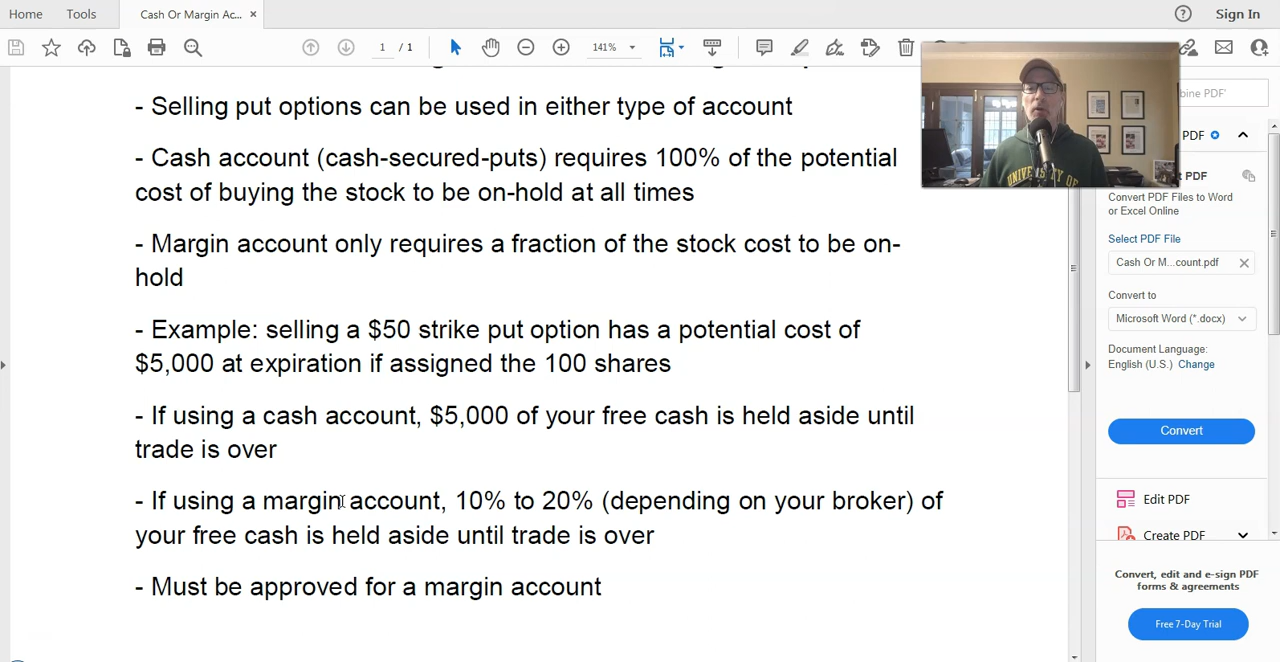 Home
Tools
Cash Or Margin Ac...
×
Sign In
1 / 1
141%
bine PDF'
- Selling put options can be used in either type of account
- Cash account (cash-secured-puts) requires 100% of the potential
cost of buying the stock to be on-hold at all times
- Margin account only requires a fraction of the stock cost to be on-
hold
- Example: selling a $50 strike put option has a potential cost of
$5,000 at expiration if assigned the 100 shares
- If using a cash account, $5,000 of your free cash is held aside until
trade is over
- If using a margin account, 10% to 20% (depending on your broker) of
your free cash is held aside until trade is over
- Must be approved for a margin account
UNIVERSITY OF
PDF
PDF
Convert PDF Files to Word
or Excel Online
Select PDF File
Cash Or M...count.pdf
Convert to
Microsoft Word (*.docx)
Document Language:
English (U.S.) Change
Convert
Edit PDF
Create PDF
Convert, edit and e-sign PDF
forms & agreements
Free 7-Day Trial